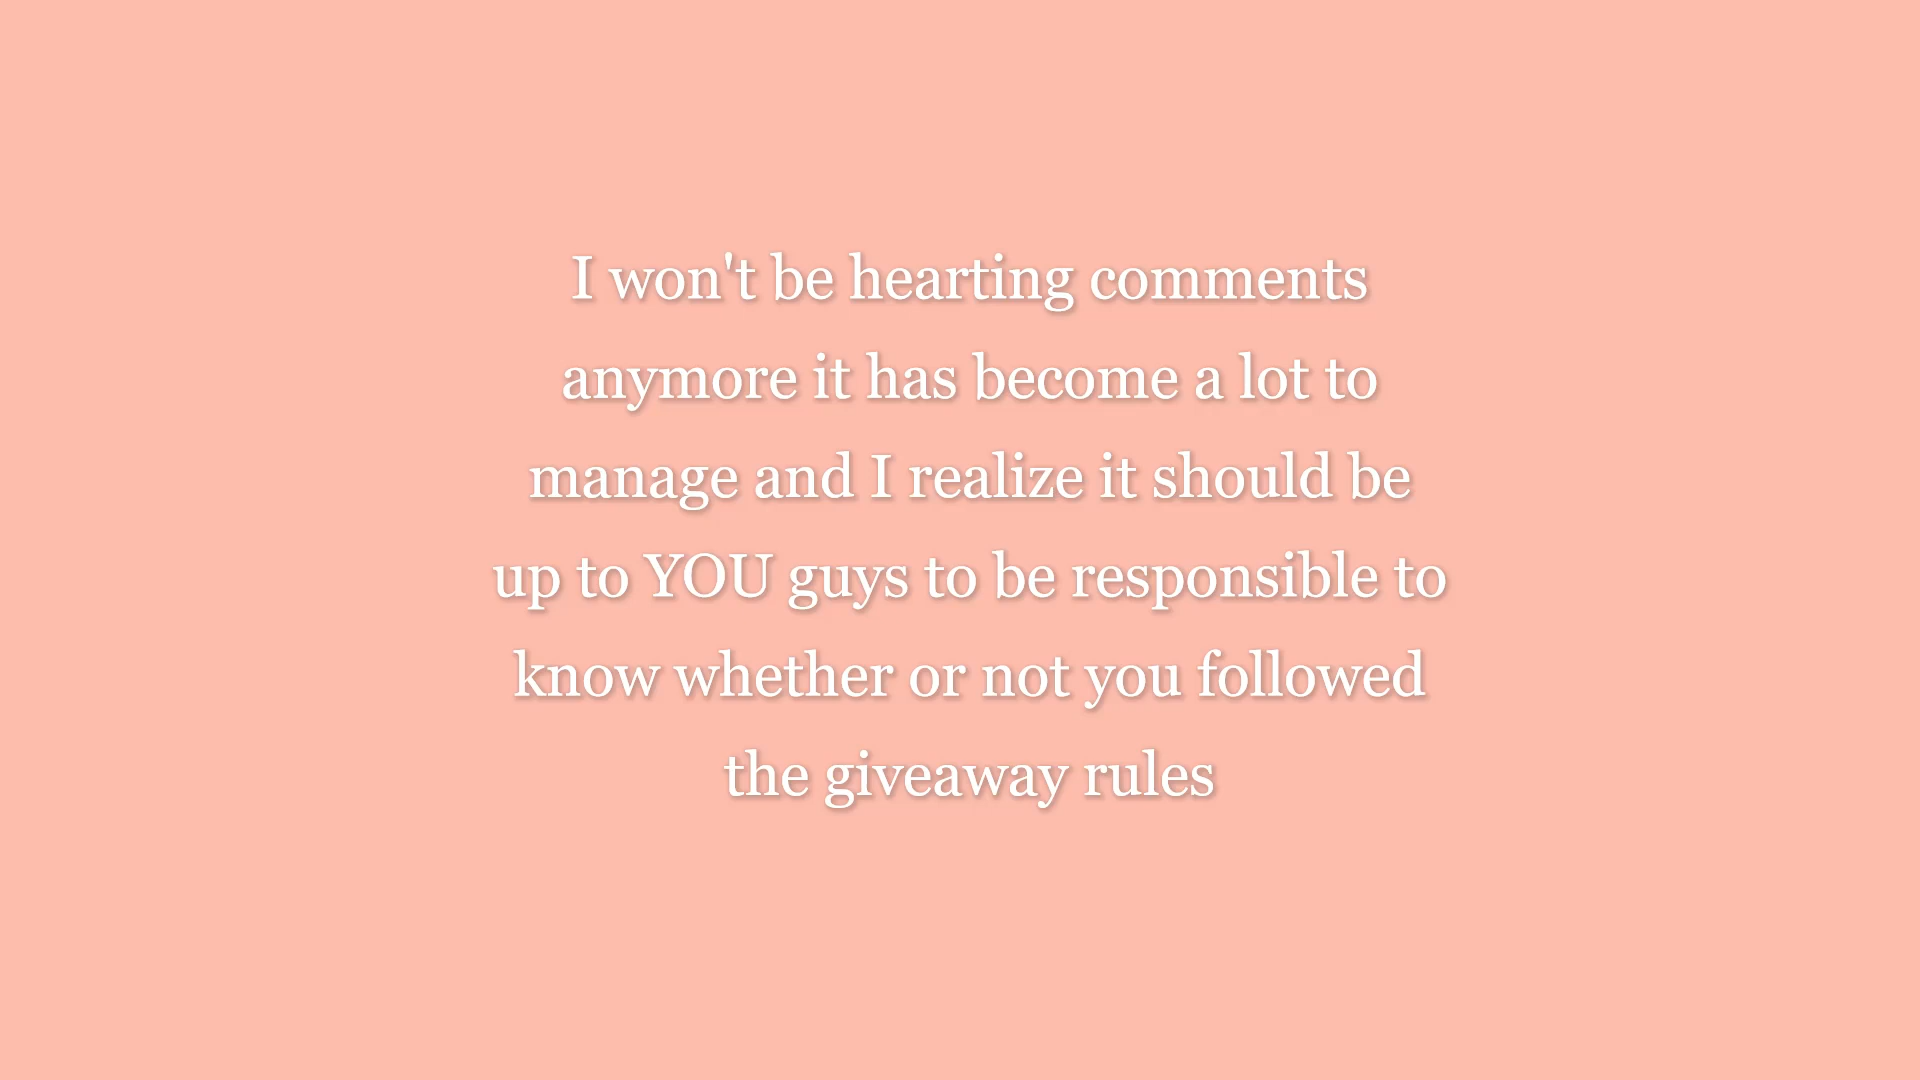 I won't be hearting comments
anymore it has become a lot to
manage and I realize it should be
up to YOU guys to be responsible to
know whether or not you followed
the giveaway rules